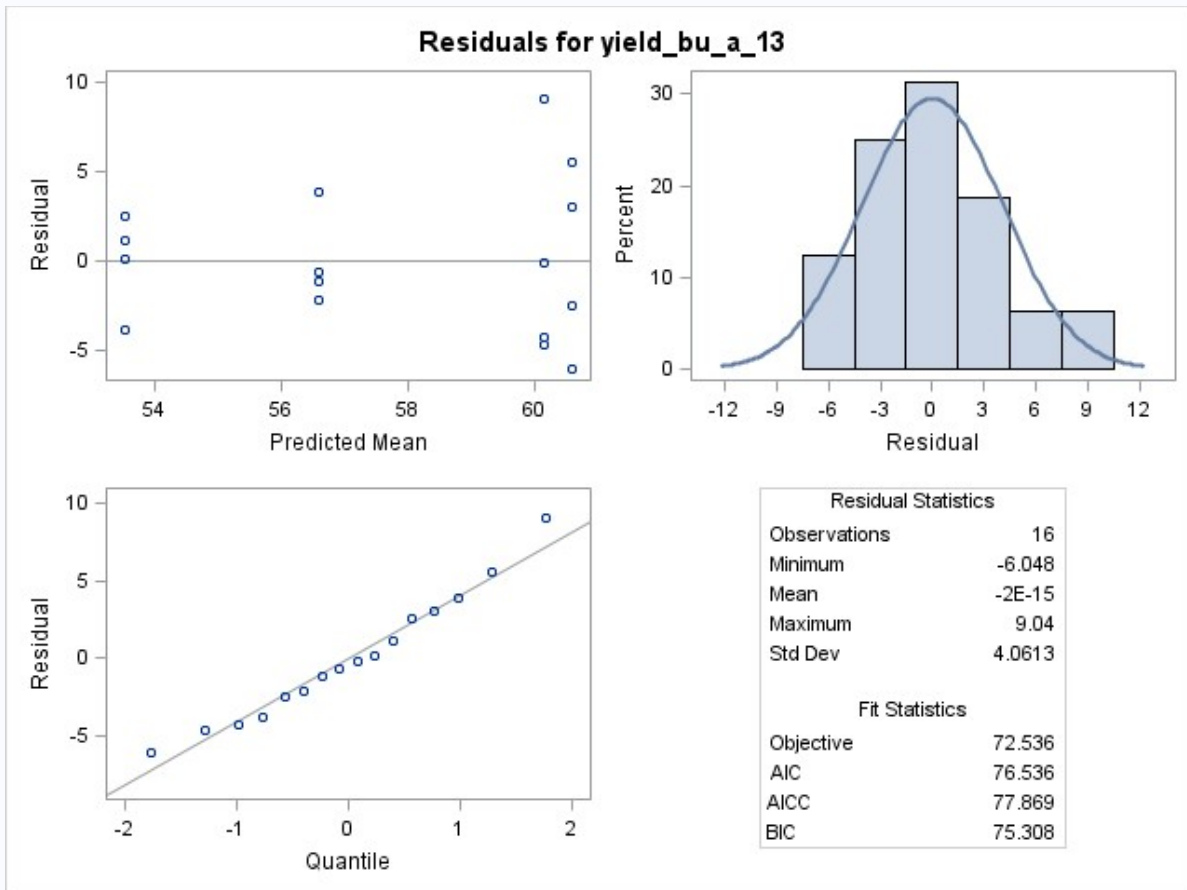 Residuals for yield_bu_a_13
10
5
0
-5
Residual
54
56
58
60
Predicted Mean
30
20
10
0
Percent
-12
-9
-6
-3
0
3
6
9
12
Residual
10
5
0
-5
Residual
-2
-1
0
1
2
Quantile
Residual Statistics
Observations 16
Minimum -6.048
Mean -2E-15
Maximum 9.04
Std Dev 4.0613
Fit Statistics
Objective 72.536
AIC 76.536
AICC 77.869
BIC 75.308